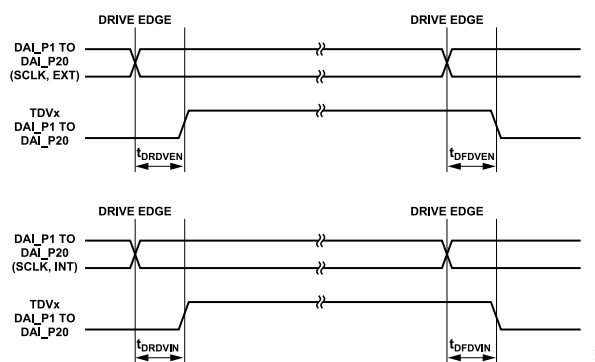 DRIVE EDGE DRIVE EDGE
DAI_P1 TO
DAI_P20
(SCLK, EXT)
TDVx
DAI_P1 TO
DAI_P20
tDRDVEN tDFDVEN
DRIVE EDGE DRIVE EDGE
DAI_P1 TO
DAI_P20
(SCLK, INT)
TDVx
DAI_P1 TO
DAI_P20
tDRDVIN tDFDVIN